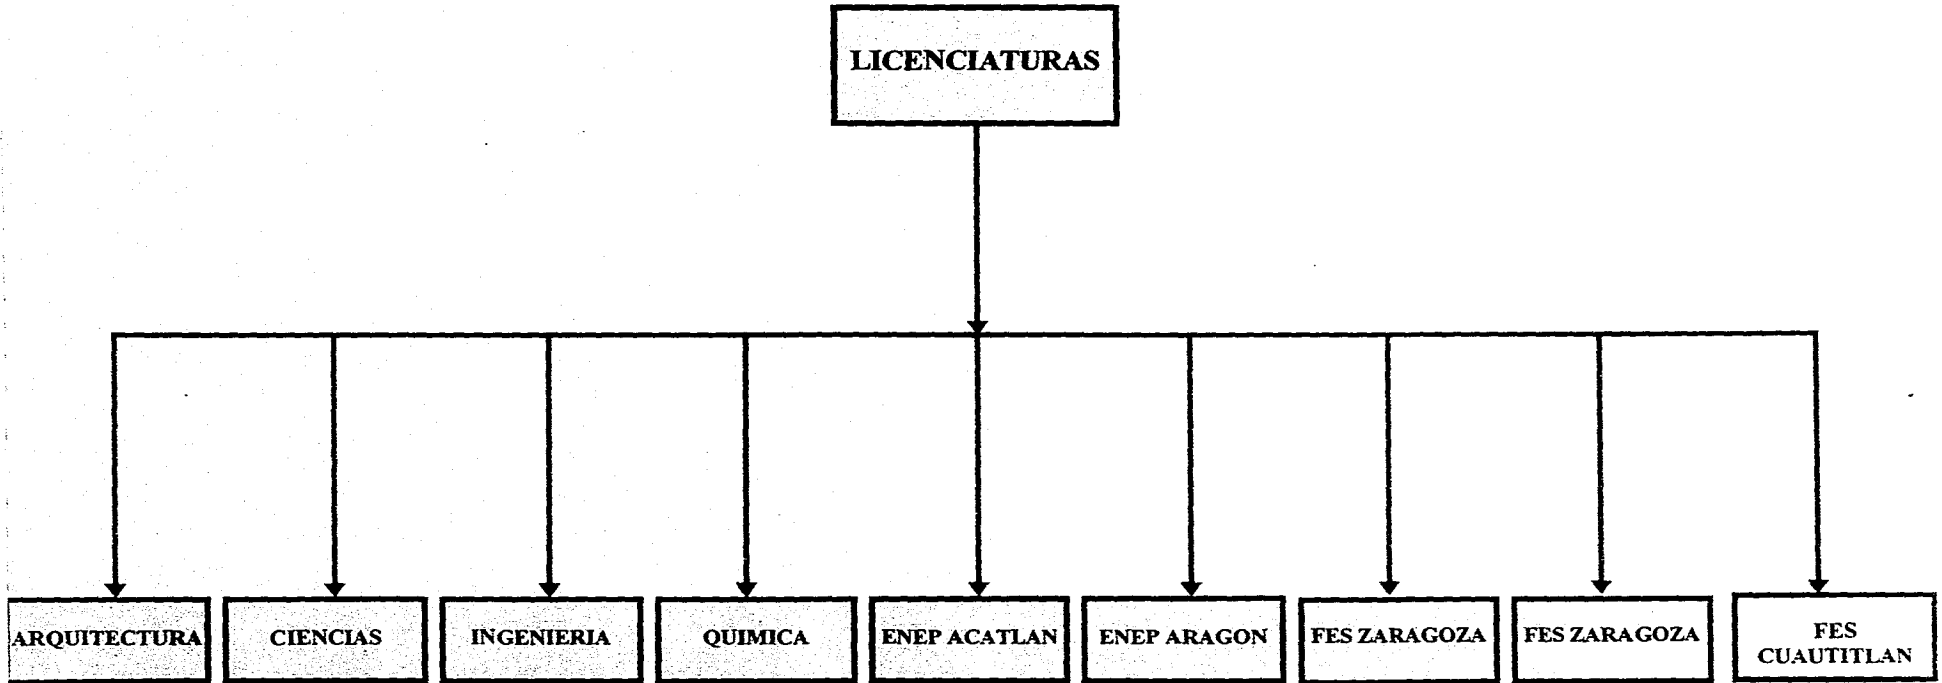 LICENCIATURAS
ARQUITECTURA
CIENCIAS
INGENIERIA
QUIMICA
ENEP ACATLAN
ENEP ARAGON
FES ZARAGOZA
FES ZARAGOZA
FES
CUAUTITLAN